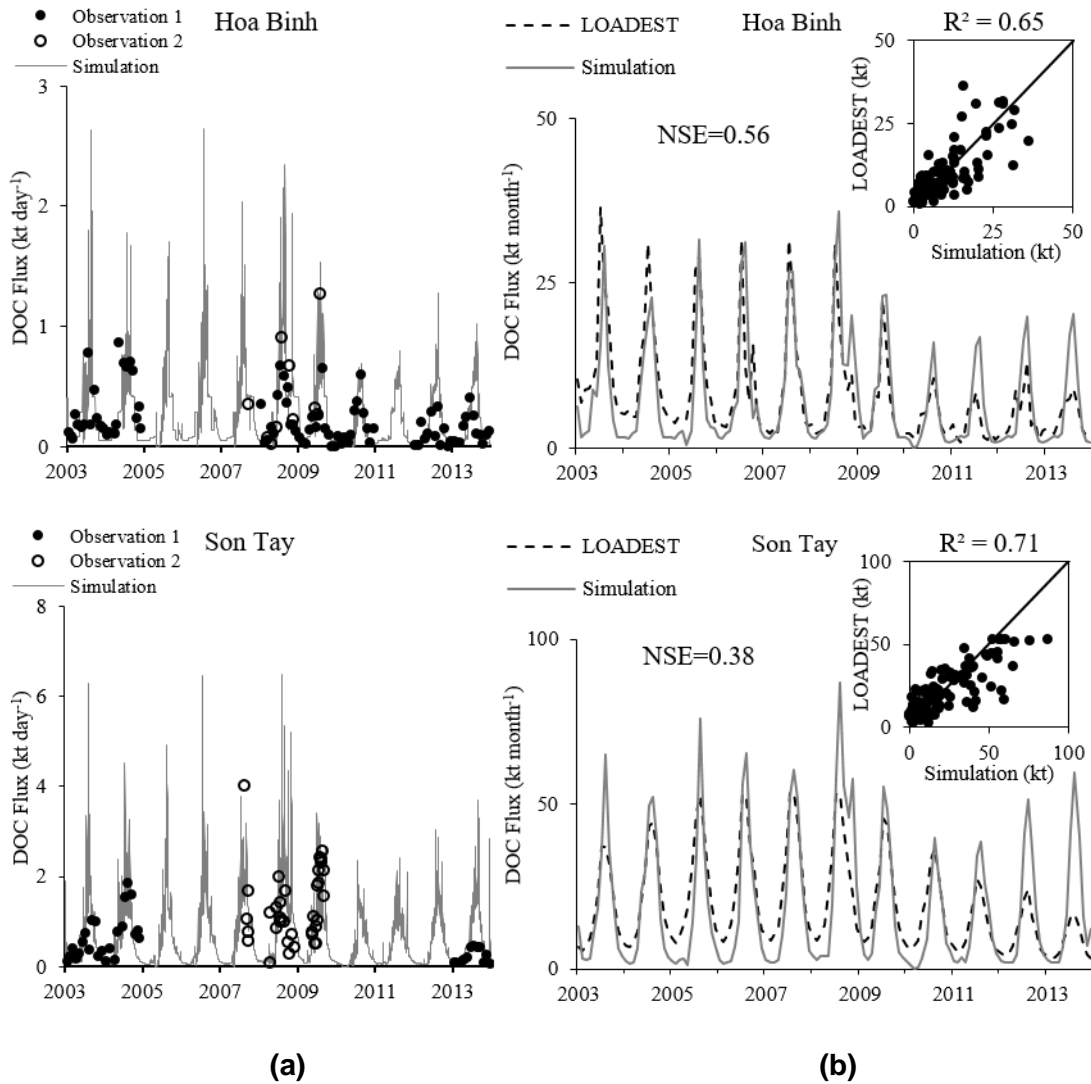 Observation 1
Observation 2
Simulation
Hoa Binh
DOC Flux (kt day⁻¹)
3
2
1
0
2003 2005 2007 2009 2011 2013
LOADEST
Simulation
Hoa Binh
NSE=0.56
DOC Flux (kt month⁻¹)
50
25
0
2003 2005 2007 2009 2011 2013
R² = 0.65
LOADEST (kt)
50
25
0
0 25 50
Simulation (kt)
Observation 1
Observation 2
Simulation
Son Tay
DOC Flux (kt day⁻¹)
8
6
4
2
0
2003 2005 2007 2009 2011 2013
LOADEST
Simulation
Son Tay
NSE=0.38
DOC Flux (kt month⁻¹)
100
50
0
2003 2005 2007 2009 2011 2013
R² = 0.71
LOADEST (kt)
100
50
0
0 50 100
Simulation (kt)
(a)
(b)